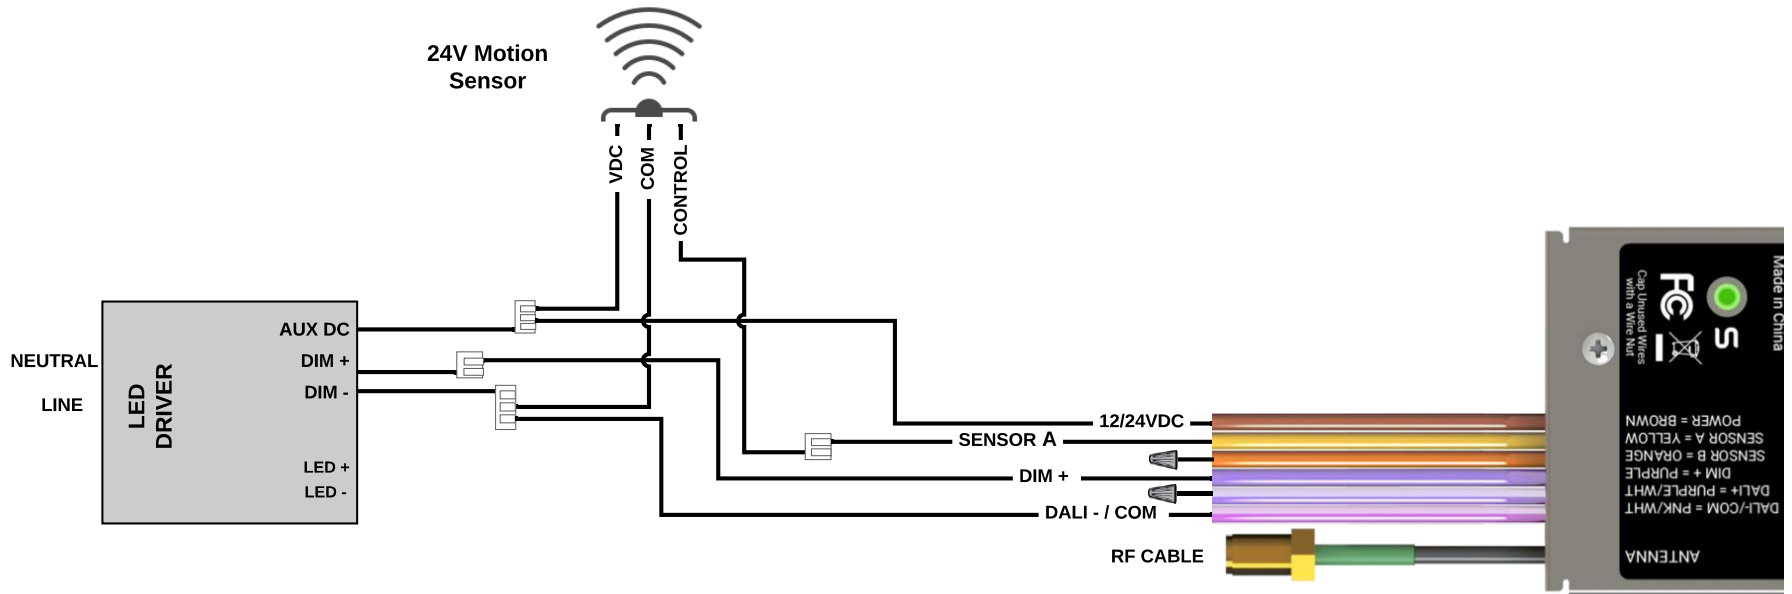 24V Motion
Sensor
VDC
COM
CONTROL
AUX DC
DIM +
DIM -
NEUTRAL
LINE
LED
DRIVER
LED +
LED -
12/24VDC
SENSOR A
DIM +
DALI - / COM
RF CABLE
Made in China
S
FC
Cap Unused Wires
with a Wire Nut
POWER = BROWN
SENSOR A = YELLOW
SENSOR B = ORANGE
DIM + = PURPLE
DALI+ = PURPLE/WHT
DALI-/COM = PNK/WHT
ANTENNA